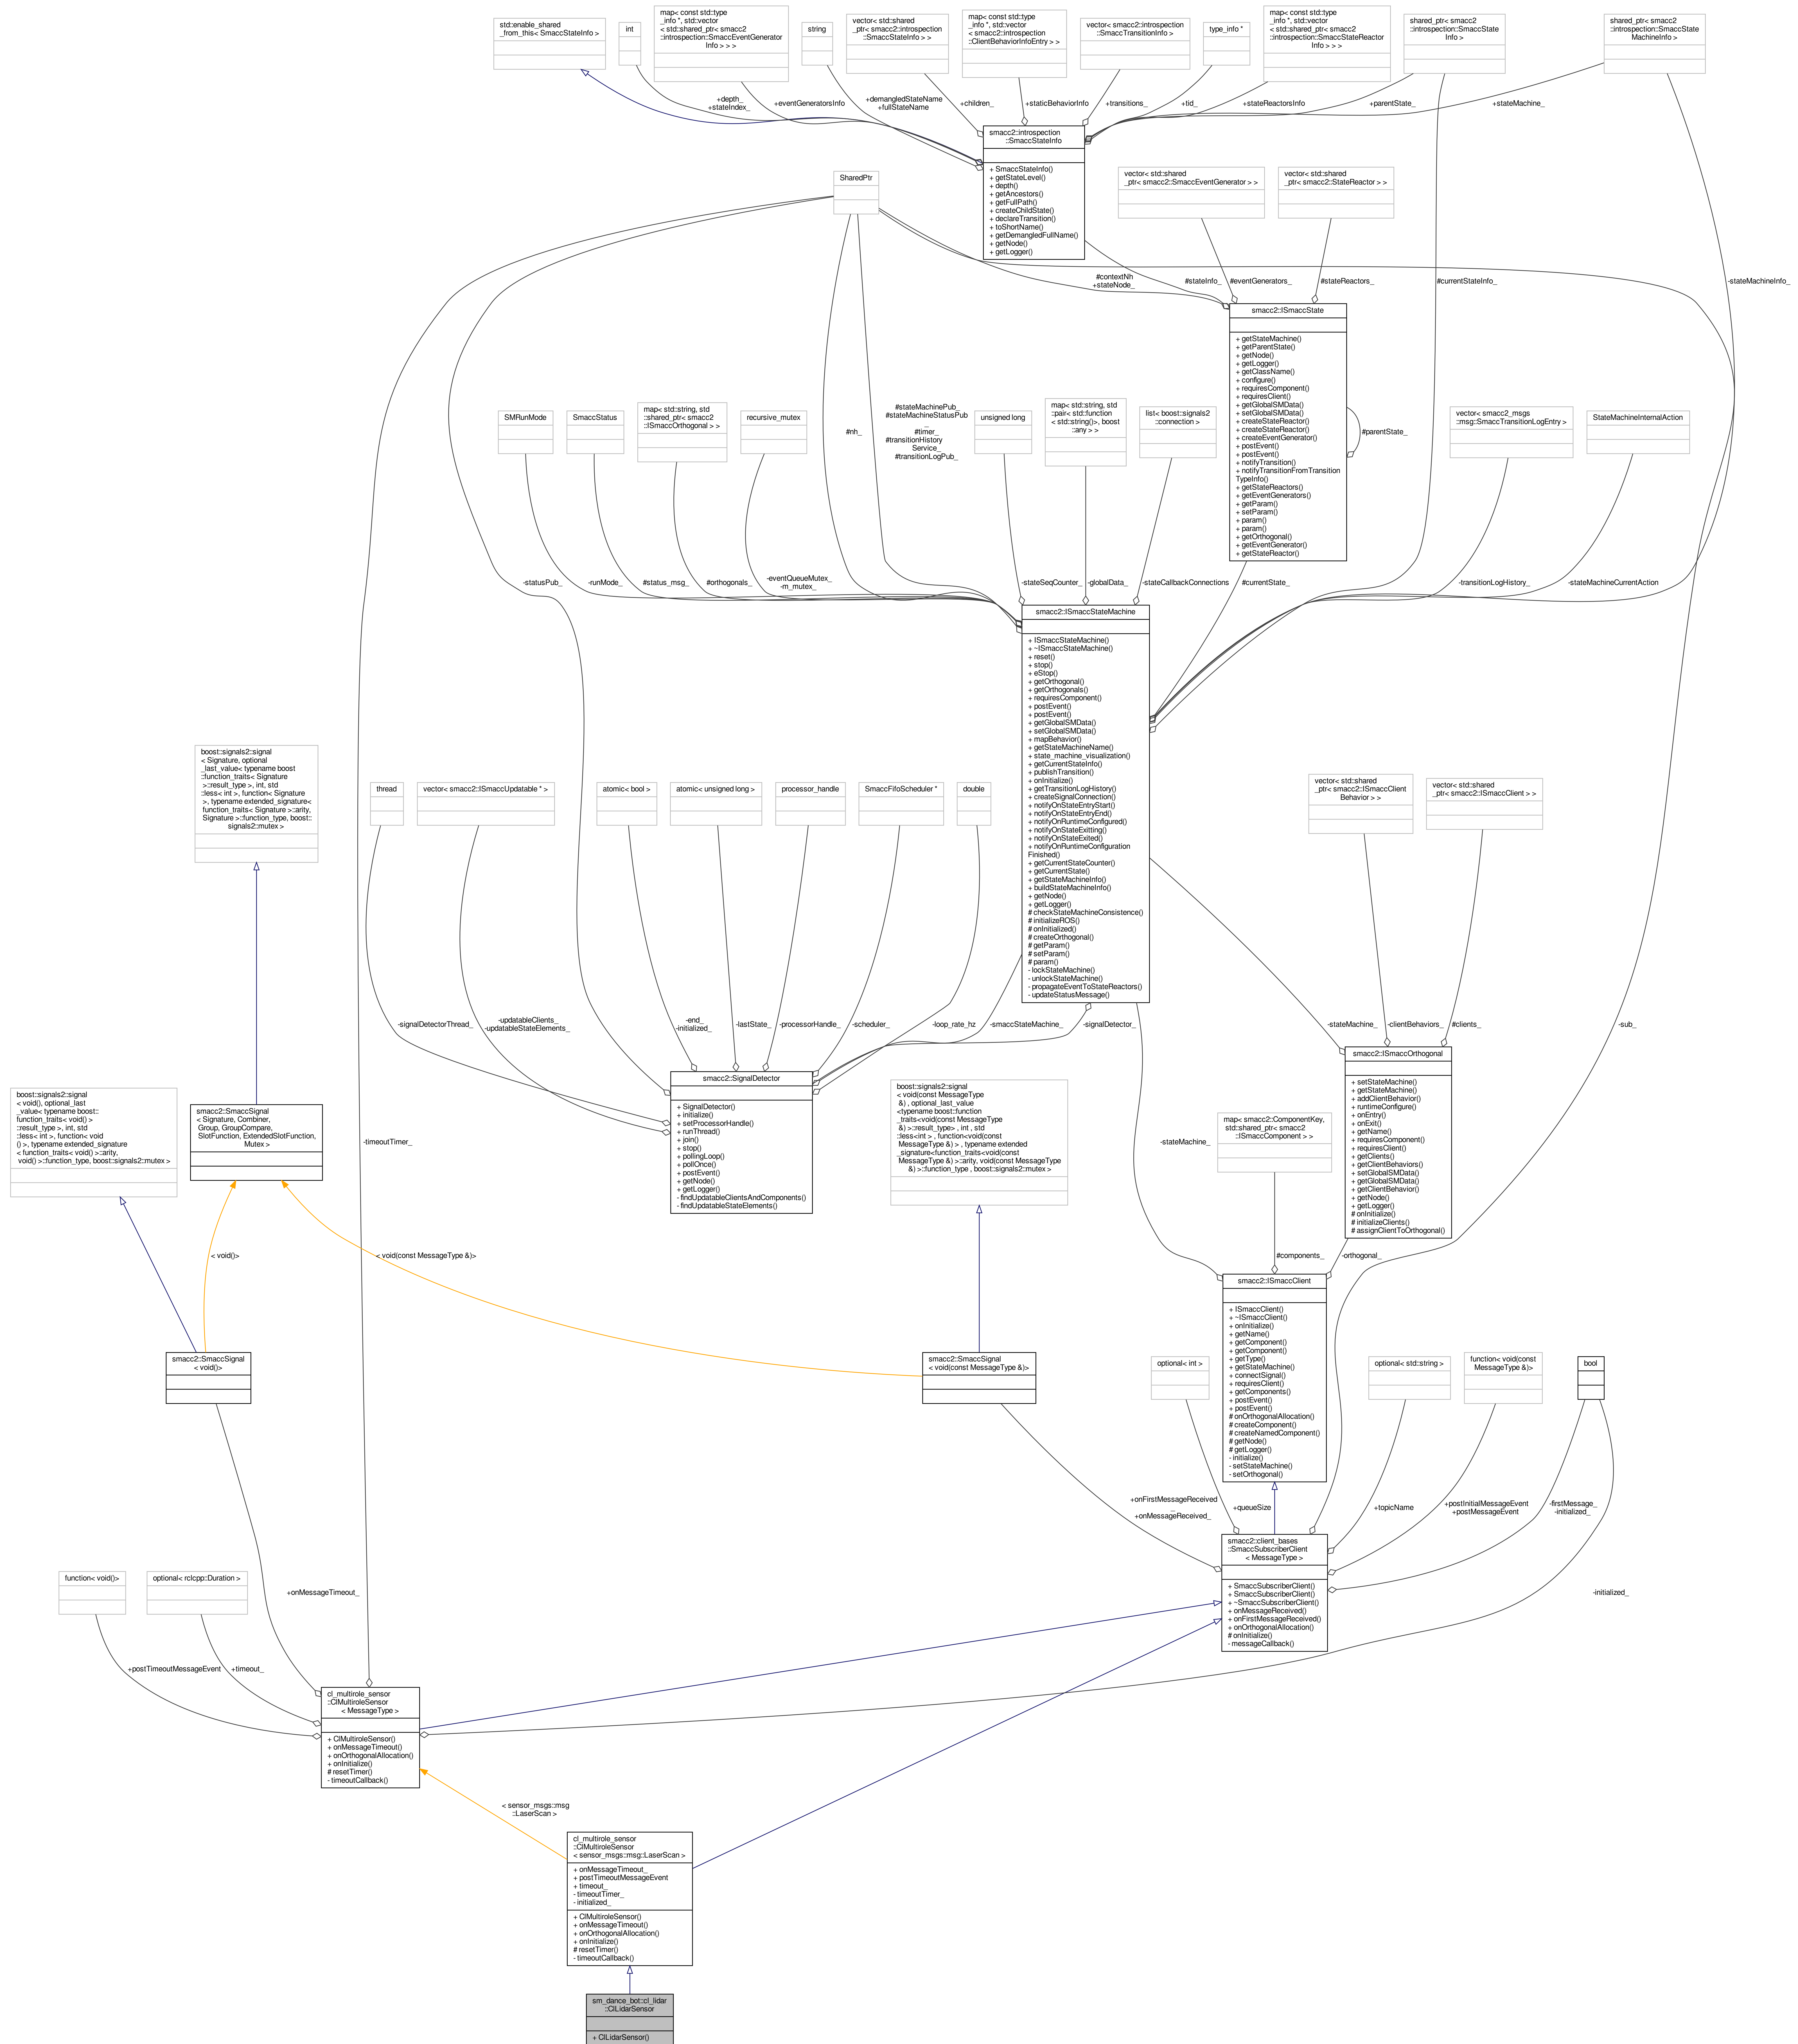 std::enable_shared
_from_this< SmaccStateInfo >
int
map< const std::type
_info *, std::vector
< std::shared_ptr< smacc2
::introspection::SmaccEventGenerator
Info > > >
string
vector< std::shared
_ptr< smacc2::introspection
::SmaccStateInfo > >
map< const std::type
_info *, std::vector
< smacc2::introspection
::ClientBehaviorInfoEntry > >
vector< smacc2::introspection
::SmaccTransitionInfo >
type_info *
map< const std::type
_info *, std::vector
< std::shared_ptr< smacc2
::introspection::SmaccStateReactor
Info > > >
shared_ptr< smacc2
::introspection::SmaccState
Info >
shared_ptr< smacc2
::introspection::SmaccState
MachineInfo >
+depth_
+stateIndex_
+eventGeneratorsInfo
+demangledStateName
+fullStateName
+children_
+staticBehaviorInfo
+transitions_
+tid_
+stateReactorsInfo
+parentState_
+stateMachine_
smacc2::introspection
::SmaccStateInfo
+ SmaccStateInfo()
+ getStateLevel()
+ depth()
+ getAncestors()
+ getFullPath()
+ createChildState()
+ declareTransition()
+ toShortName()
+ getDemangledFullName()
+ getNode()
+ getLogger()
SharedPtr
vector< std::shared
_ptr< smacc2::SmaccEventGenerator > >
vector< std::shared
_ptr< smacc2::StateReactor > >
#contextNh
+stateNode_
#stateInfo_
#eventGenerators_
#stateReactors_
#currentStateInfo_
-stateMachineInfo_
smacc2::ISmaccState
+ getStateMachine()
+ getParentState()
+ getNode()
+ getLogger()
+ getClassName()
+ configure()
+ requiresComponent()
+ requiresClient()
+ getGlobalSMData()
+ setGlobalSMData()
+ createStateReactor()
+ createStateReactor()
+ createEventGenerator()
+ postEvent()
+ postEvent()
+ notifyTransition()
+ notifyTransitionFromTransition
TypeInfo()
+ getStateReactors()
+ getEventGenerators()
+ getParam()
+ setParam()
+ param()
+ param()
+ getOrthogonal()
+ getEventGenerator()
+ getStateReactor()
#parentState_
SMRunMode
SmaccStatus
map< std::string, std
::shared_ptr< smacc2
::ISmaccOrthogonal > >
recursive_mutex
#nh_
#stateMachinePub_
#stateMachineStatusPub
_
#timer_
#transitionHistory
Service_
#transitionLogPub_
unsigned long
map< std::string, std
::pair< std::function
< std::string()>, boost
::any > >
list< boost::signals2
::connection >
vector< smacc2_msgs
::msg::SmaccTransitionLogEntry >
StateMachineInternalAction
-statusPub_
-runMode_
#status_msg_
#orthogonals_
-eventQueueMutex_
-m_mutex_
-stateSeqCounter_
-globalData_
-stateCallbackConnections
#currentState_
-transitionLogHistory_
-stateMachineCurrentAction
smacc2::ISmaccStateMachine
+ ISmaccStateMachine()
+ ~ISmaccStateMachine()
+ reset()
+ stop()
+ eStop()
+ getOrthogonal()
+ getOrthogonals()
+ requiresComponent()
+ postEvent()
+ postEvent()
+ getGlobalSMData()
+ setGlobalSMData()
+ mapBehavior()
+ getStateMachineName()
+ state_machine_visualization()
+ getCurrentStateInfo()
+ publishTransition()
+ onInitialize()
+ getTransitionLogHistory()
+ createSignalConnection()
+ notifyOnStateEntryStart()
+ notifyOnStateEntryEnd()
+ notifyOnRuntimeConfigured()
+ notifyOnStateExitting()
+ notifyOnStateExited()
+ notifyOnRuntimeConfiguration
Finished()
+ getCurrentStateCounter()
+ getCurrentState()
+ getStateMachineInfo()
+ buildStateMachineInfo()
+ getNode()
+ getLogger()
# checkStateMachineConsistence()
# initializeROS()
# onInitialized()
# createOrthogonal()
# getParam()
# setParam()
# param()
- lockStateMachine()
- unlockStateMachine()
- propagateEventToStateReactors()
- updateStatusMessage()
boost::signals2::signal
< Signature, optional
_last_value< typename boost
::function_traits< Signature
>::result_type >, int, std
::less< int >, function< Signature
>, typename extended_signature<
function_traits< Signature >::arity,
Signature >::function_type, boost::
signals2::mutex >
thread
vector< smacc2::ISmaccUpdatable * >
atomic< bool >
atomic< unsigned long >
processor_handle
SmaccFifoScheduler *
double
vector< std::shared
_ptr< smacc2::ISmaccClient
Behavior > >
vector< std::shared
_ptr< smacc2::ISmaccClient > >
-signalDetectorThread_
-updatableClients_
-updatableStateElements_
-end_
-initialized_
-lastState_
-processorHandle_
-scheduler_
-loop_rate_hz
-smaccStateMachine_
-signalDetector_
-stateMachine_
-clientBehaviors_
#clients_
-sub_
smacc2::SignalDetector
+ SignalDetector()
+ initialize()
+ setProcessorHandle()
+ runThread()
+ join()
+ stop()
+ pollingLoop()
+ pollOnce()
+ postEvent()
+ getNode()
+ getLogger()
- findUpdatableClientsAndComponents()
- findUpdatableStateElements()
smacc2::ISmaccOrthogonal
+ setStateMachine()
+ getStateMachine()
+ addClientBehavior()
+ runtimeConfigure()
+ onEntry()
+ onExit()
+ getName()
+ requiresComponent()
+ requiresClient()
+ getClients()
+ getClientBehaviors()
+ setGlobalSMData()
+ getGlobalSMData()
+ getClientBehavior()
+ getNode()
+ getLogger()
# onInitialize()
# initializeClients()
# assignClientToOrthogonal()
boost::signals2::signal
< void(), optional_last
_value< typename boost::
function_traits< void() >
::result_type >, int, std
::less< int >, function< void
() >, typename extended_signature
< function_traits< void() >::arity,
void() >::function_type, boost::signals2::mutex >
smacc2::SmaccSignal
< Signature, Combiner,
Group, GroupCompare,
SlotFunction, ExtendedSlotFunction,
Mutex >
boost::signals2::signal
< void(const MessageType
&) , optional_last_value
<typename boost::function
_traits<void(const MessageType
&) >::result_type> , int , std
::less<int > , function<void(const
MessageType &) > , typename extended
_signature<function_traits<void(const
MessageType &) >::arity, void(const MessageType
&) >::function_type , boost::signals2::mutex >
map< smacc2::ComponentKey,
std::shared_ptr< smacc2
::ISmaccComponent > >
-timeoutTimer_
-stateMachine_
< void()>
< void(const MessageType &)>
#components_
-orthogonal_
smacc2::ISmaccClient
+ ISmaccClient()
+ ~ISmaccClient()
+ onInitialize()
+ getName()
+ getComponent()
+ getComponent()
+ getType()
+ getStateMachine()
+ connectSignal()
+ requiresClient()
+ getComponents()
+ postEvent()
+ postEvent()
# onOrthogonalAllocation()
# createComponent()
# createNamedComponent()
# getNode()
# getLogger()
- initialize()
- setStateMachine()
- setOrthogonal()
smacc2::SmaccSignal
< void()>
smacc2::SmaccSignal
< void(const MessageType &)>
optional< int >
optional< std::string >
function< void(const
MessageType &)>
bool
+onFirstMessageReceived
_
+onMessageReceived_
+queueSize
+topicName
+postInitialMessageEvent
+postMessageEvent
-firstMessage_
-initialized_
smacc2::client_bases
::SmaccSubscriberClient
< MessageType >
+ SmaccSubscriberClient()
+ SmaccSubscriberClient()
+ ~SmaccSubscriberClient()
+ onMessageReceived()
+ onFirstMessageReceived()
+ onOrthogonalAllocation()
# onInitialize()
- messageCallback()
function< void()>
optional< rclcpp::Duration >
+onMessageTimeout_
-initialized_
+postTimeoutMessageEvent
+timeout_
cl_multirole_sensor
::ClMultiroleSensor
< MessageType >
+ ClMultiroleSensor()
+ onMessageTimeout()
+ onOrthogonalAllocation()
+ onInitialize()
# resetTimer()
- timeoutCallback()
< sensor_msgs::msg
::LaserScan >
cl_multirole_sensor
::ClMultiroleSensor
< sensor_msgs::msg::LaserScan >
+ onMessageTimeout_
+ postTimeoutMessageEvent
+ timeout_
- timeoutTimer_
- initialized_
+ ClMultiroleSensor()
+ onMessageTimeout()
+ onOrthogonalAllocation()
+ onInitialize()
# resetTimer()
- timeoutCallback()
sm_dance_bot::cl_lidar
::ClLidarSensor
+ ClLidarSensor()